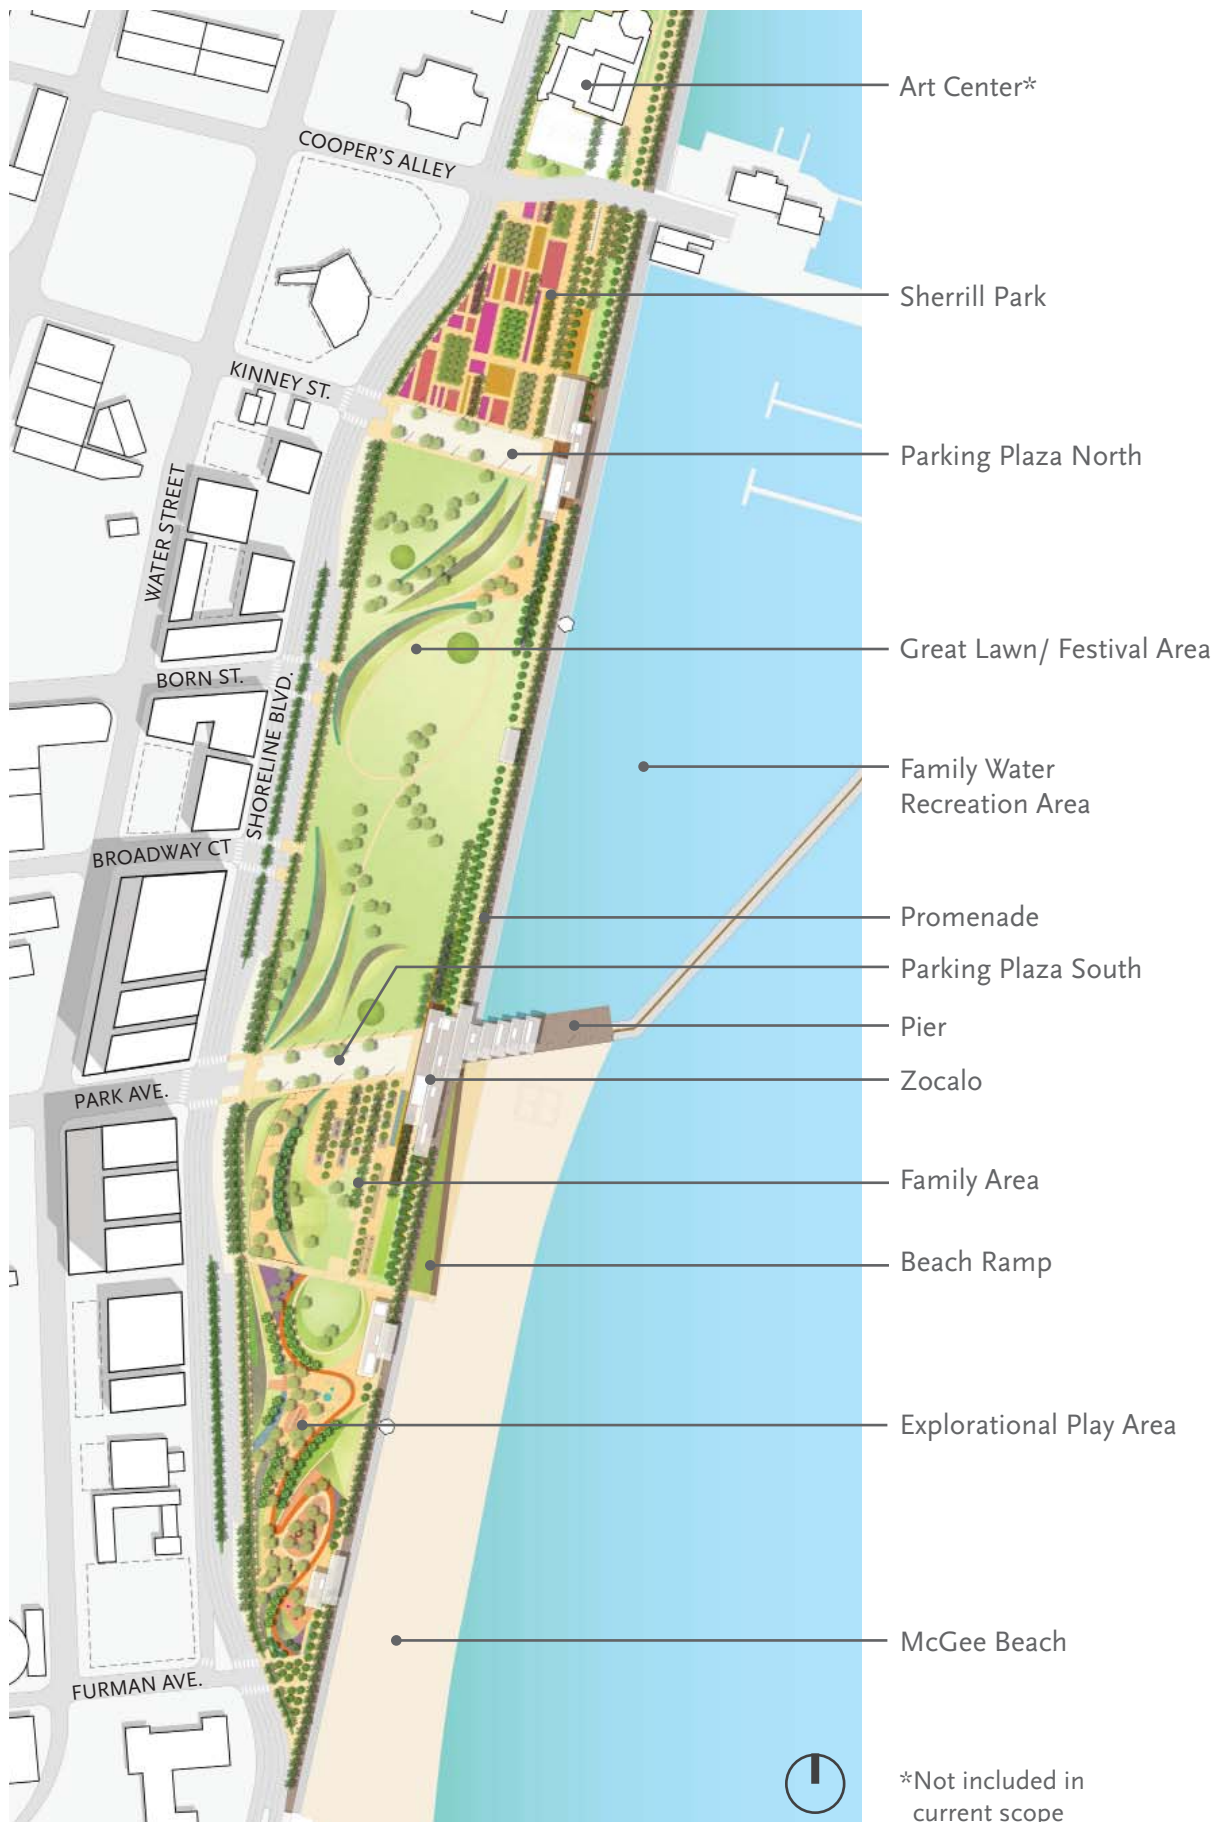 Art Center*
COOPER'S ALLEY
Sherrill Park
KINNEY ST.
Parking Plaza North
WATER STREET
Great Lawn/ Festival Area
BORN ST.
SHORELINE BLVD.
Family Water
Recreation Area
BROADWAY CT
Promenade
Parking Plaza South
Pier
Zocalo
PARK AVE.
Family Area
Beach Ramp
Explorational Play Area
McGee Beach
FURMAN AVE.
*Not included in
current scope